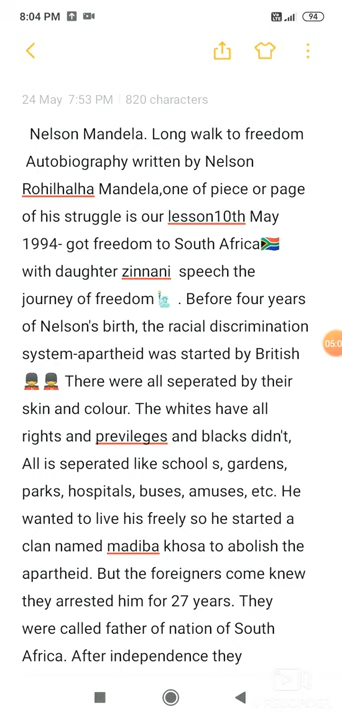 8:04 PM
94
24 May 7:53 PM | 820 characters
Nelson Mandela. Long walk to freedom
Autobiography written by Nelson
Rohilhalha Mandela,one of piece or page
of his struggle is our lesson10th May
1994- got freedom to South Africa🇿🇦
with daughter zinnani speech the
journey of freedom🗽 . Before four years
of Nelson's birth, the racial discrimination
system-apartheid was started by British
💂💂 There were all seperated by their
skin and colour. The whites have all
rights and previleges and blacks didn't,
All is seperated like school s, gardens,
parks, hospitals, buses, amuses, etc. He
wanted to live his freely so he started a
clan named madiba khosa to abolish the
apartheid. But the foreigners come knew
they arrested him for 27 years. They
were called father of nation of South
Africa. After independence they